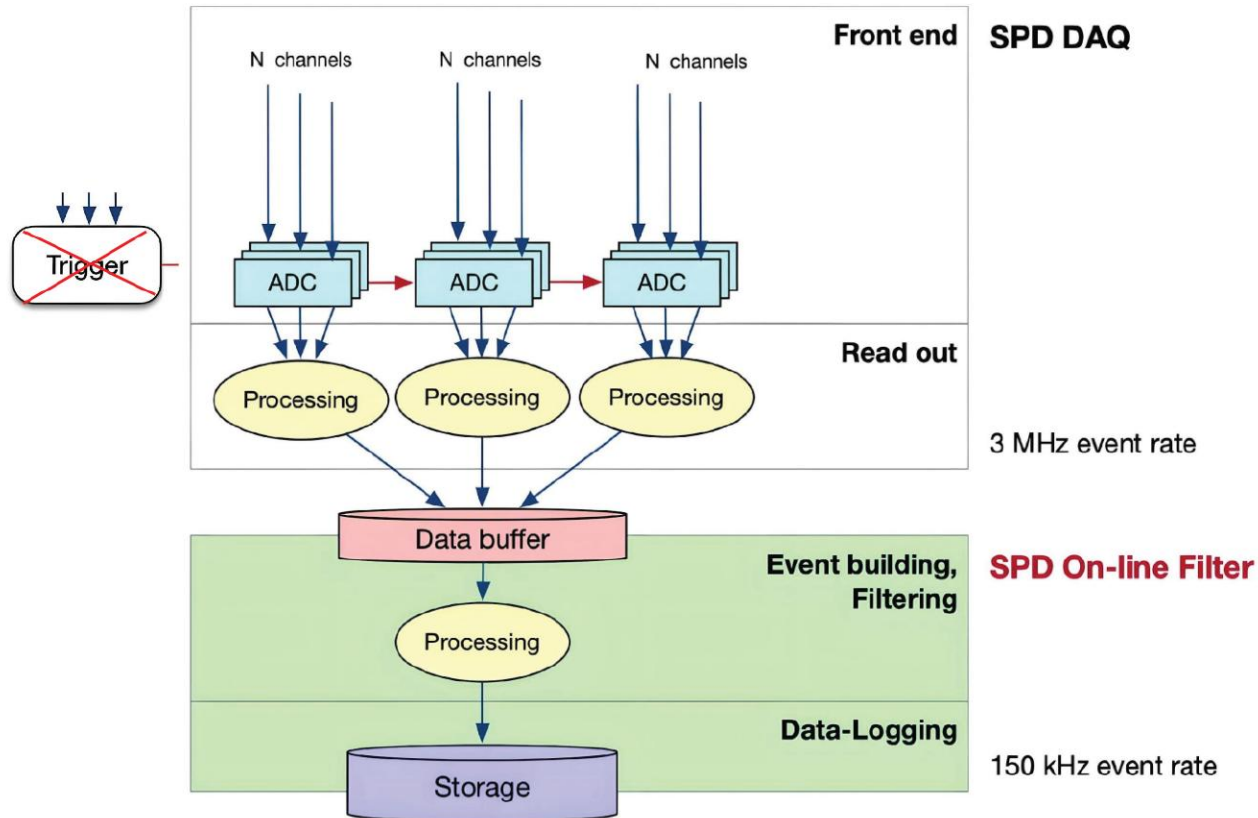 Front end
SPD DAQ
N channels
N channels
N channels
Trigger
ADC
ADC
ADC
Read out
Processing
Processing
Processing
3 MHz event rate
Data buffer
Event building,
Filtering
SPD On-line Filter
Processing
Data-Logging
150 kHz event rate
Storage